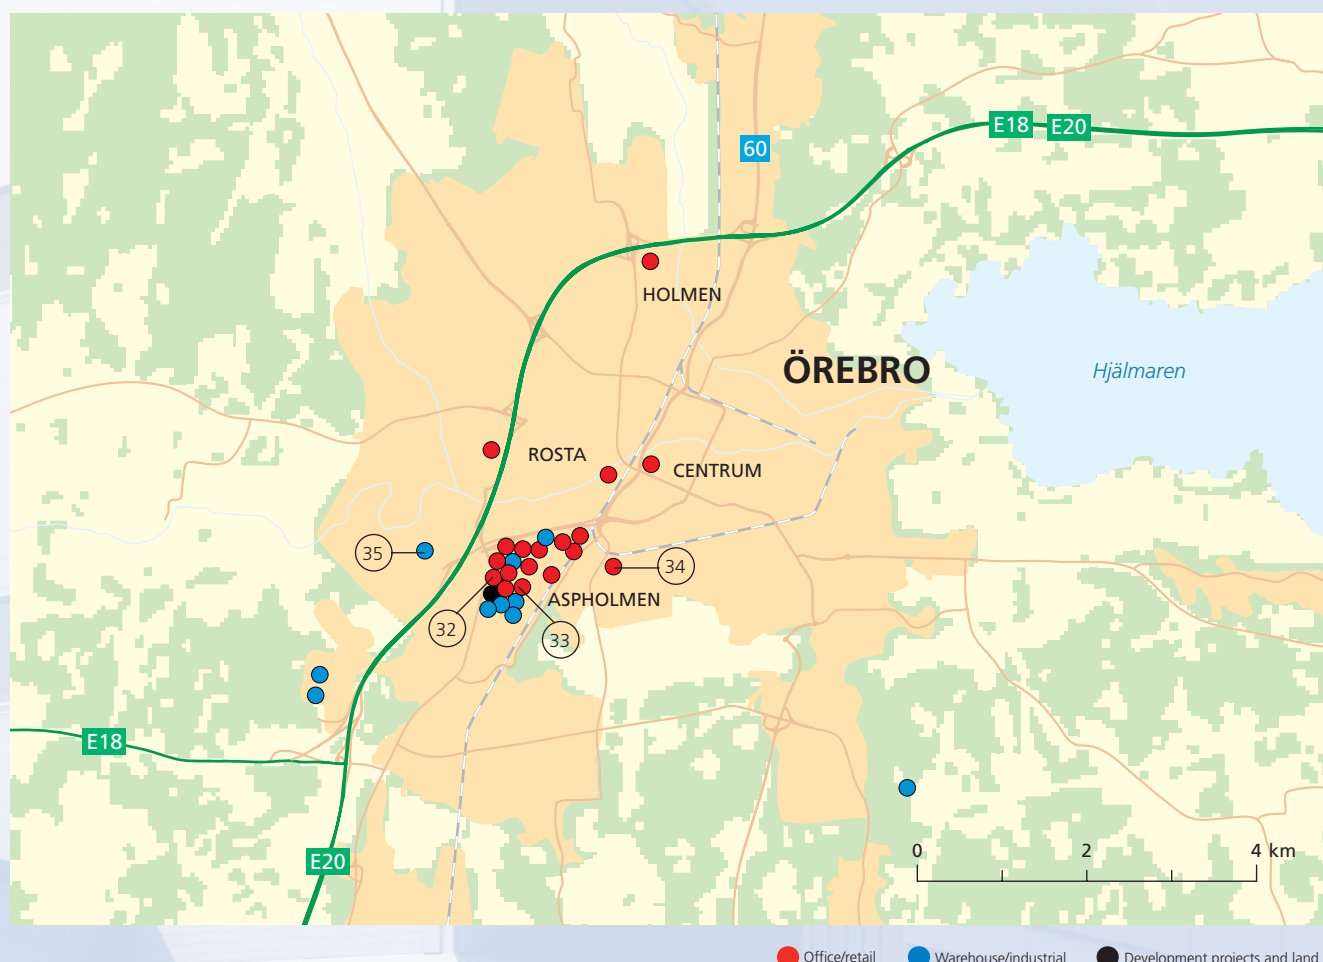 E18 E20
60
HOLMEN
ÖREBRO
Hjälmaren
ROSTA
CENTRUM
35
34
ASPHOLMEN
32
33
E18
E20
0 2 4 km
Office/retail Warehouse/industrial Development projects and land